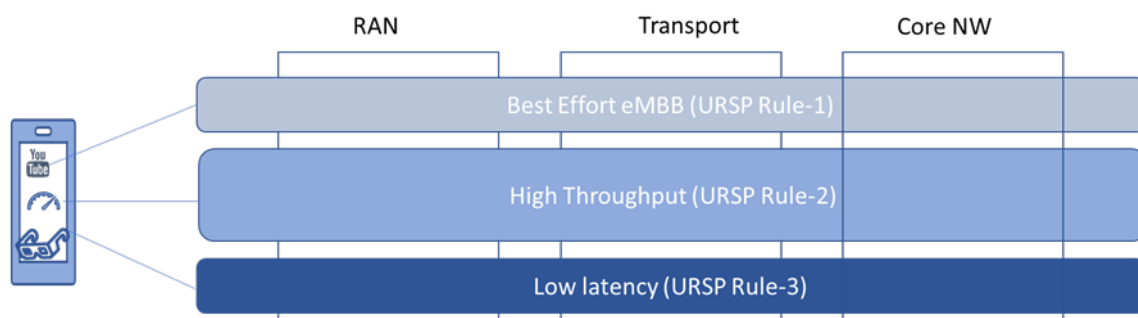 RAN
Transport
Core NW
Best Effort eMBB (URSP Rule-1)
You
Tube
High Throughput (URSP Rule-2)
Low latency (URSP Rule-3)